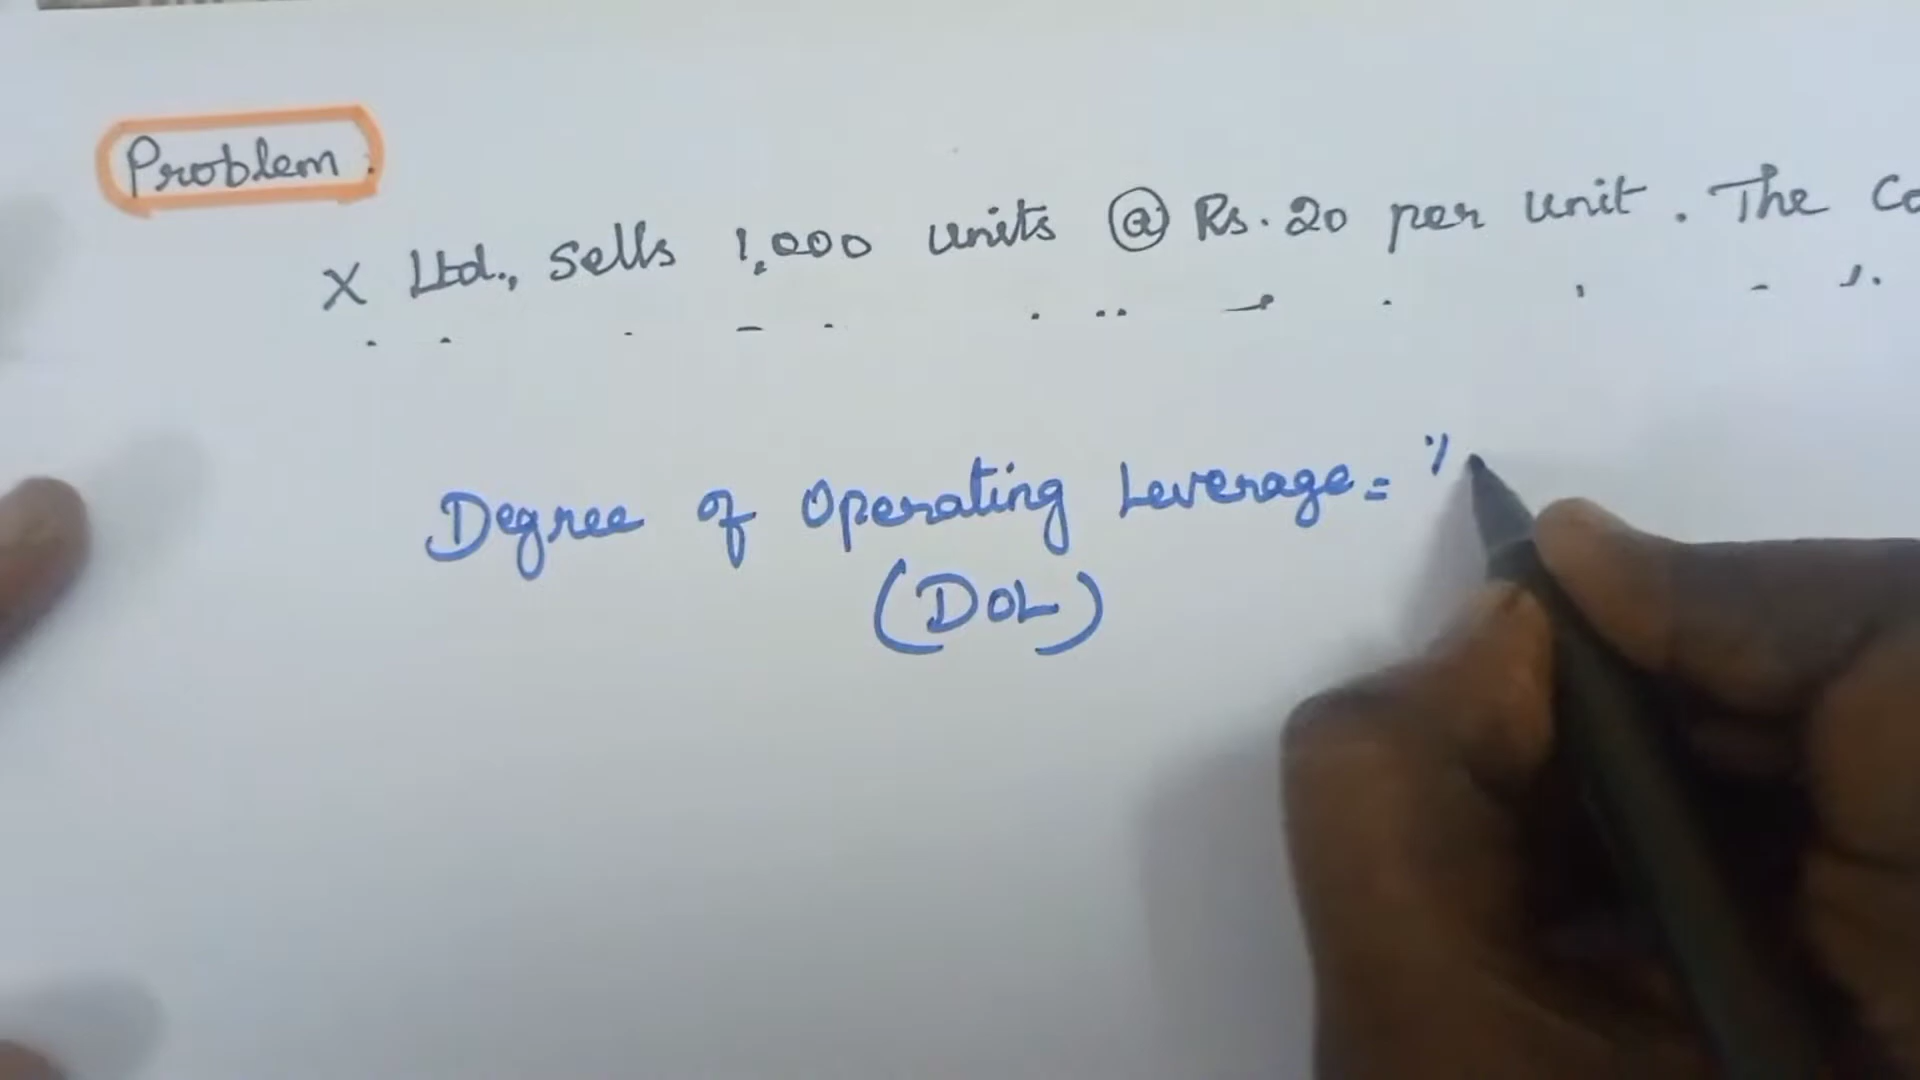 Problem:
X Ltd., sells 1,000 units @ Rs. 20 per unit. The
Degree of Operating Leverage = %
(DOL)